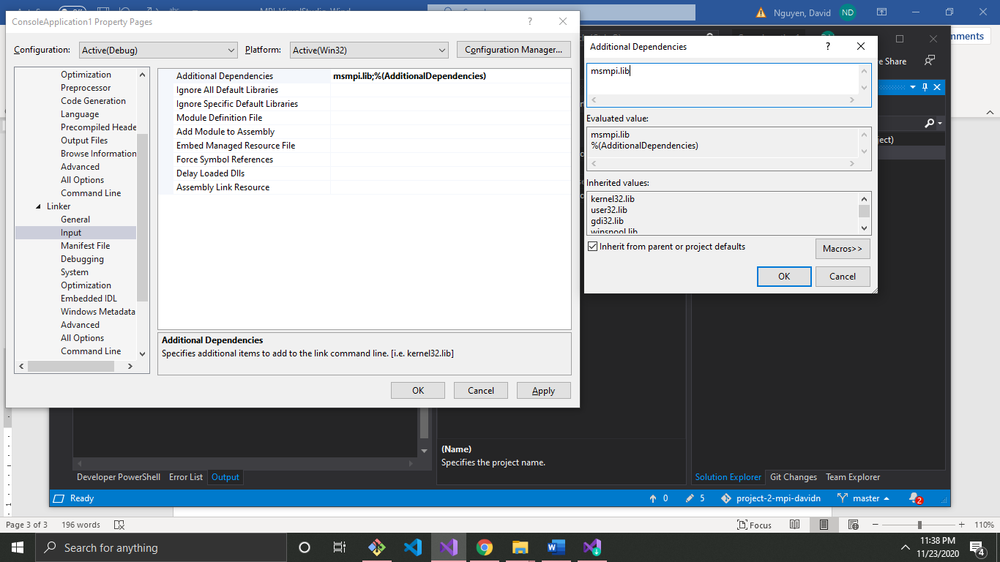 MPI-VisualStudio-Wind
Nguyen, David
ND
mments
ConsoleApplication1 Property Pages
?
Configuration:
Active(Debug)
Platform:
Active(Win32)
Configuration Manager...
Optimization
Preprocessor
Code Generation
Language
Precompiled Heade
Output Files
Browse Information
Advanced
All Options
Command Line
Linker
General
Input
Manifest File
Debugging
System
Optimization
Embedded IDL
Windows Metadata
Advanced
All Options
Command Line
Additional Dependencies msmpi.lib;%(AdditionalDependencies)
Ignore All Default Libraries
Ignore Specific Default Libraries
Module Definition File
Add Module to Assembly
Embed Managed Resource File
Force Symbol References
Delay Loaded Dlls
Assembly Link Resource
Additional Dependencies
Specifies additional items to add to the link command line. [i.e. kernel32.lib]
OK Cancel Apply
Additional Dependencies
?
msmpi.lib
Evaluated value:
msmpi.lib
%(AdditionalDependencies)
Inherited values:
kernel32.lib
user32.lib
gdi32.lib
winspool.lib
Inherit from parent or project defaults
Macros>>
OK Cancel
e Share
ject)
(Name)
Specifies the project name.
Developer PowerShell Error List Output
Solution Explorer Git Changes Team Explorer
Ready
0 5 project-2-mpi-davidn master 2
Page 3 of 3 196 words
Focus
110%
Search for anything
11:38 PM
11/23/2020
4